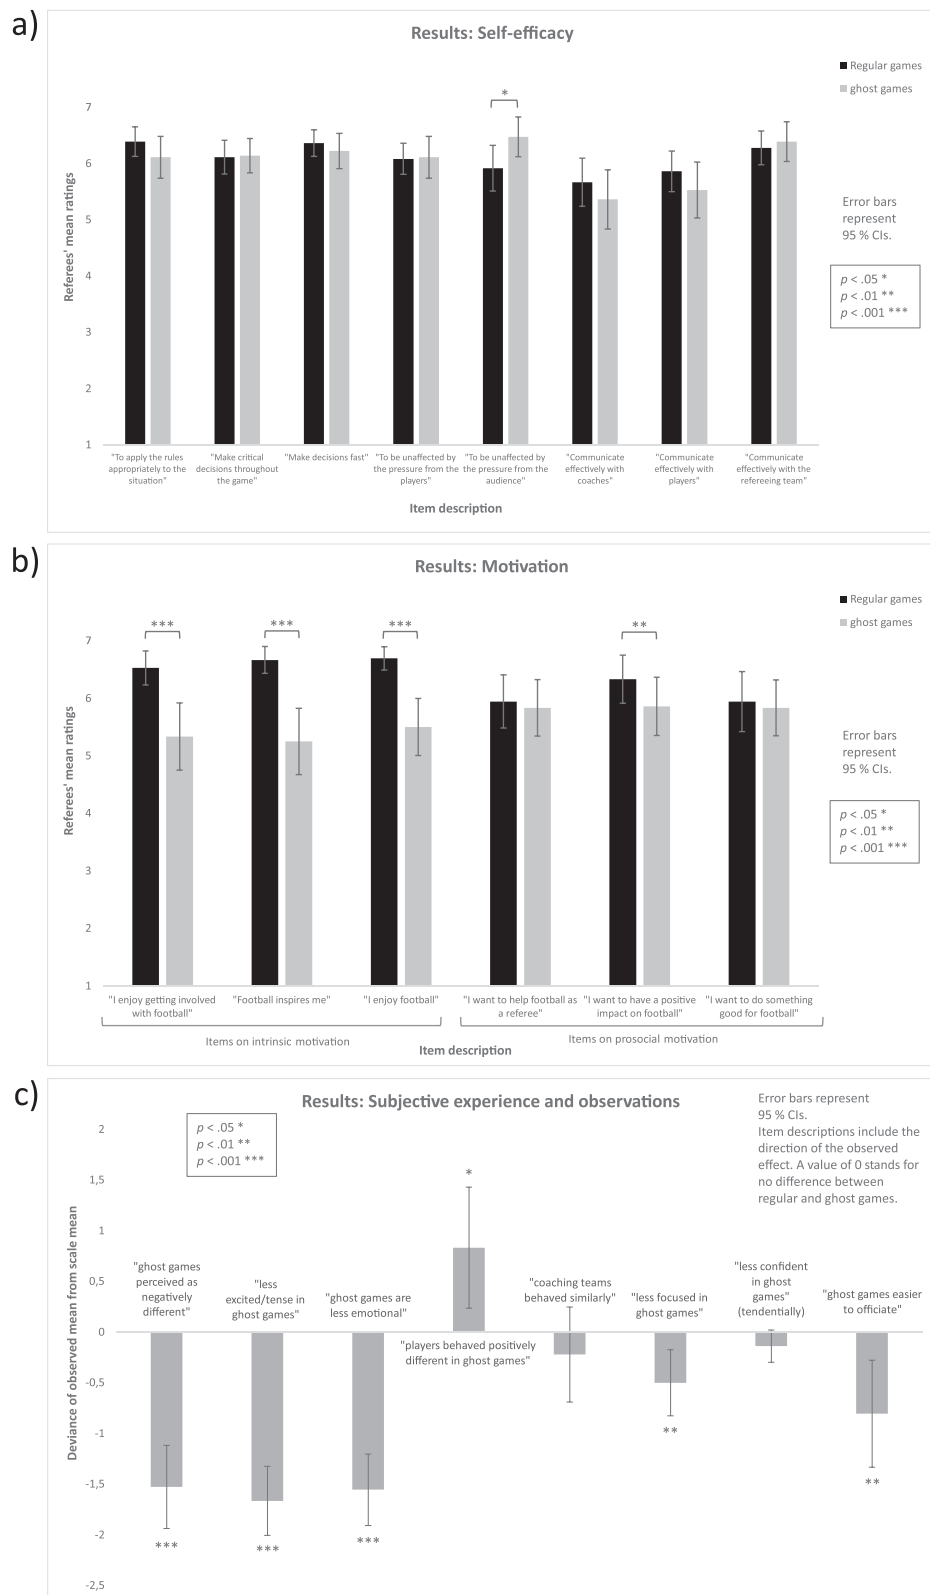 a)
Results: Self-efficacy
Regular games
ghost games
*
7
6
5
4
3
2
1
Referees' mean ratings
Error bars
represent
95 % CIs.
p < .05 *
p < .01 **
p < .001 ***
"To apply the rules
appropriately to the
situation"
"Make critical
decisions throughout
the game"
"Make decisions fast"
"To be unaffected by
the pressure from the
players"
"To be unaffected by
the pressure from the
audience"
"Communicate
effectively with
coaches"
"Communicate
effectively with
players"
"Communicate
effectively with the
refereeing team"
Item description
b)
Results: Motivation
Regular games
ghost games
***
***
***
**
7
6
5
4
3
2
1
Referees' mean ratings
Error bars
represent
95 % CIs.
p < .05 *
p < .01 **
p < .001 ***
"I enjoy getting involved
with football"
"Football inspires me"
"I enjoy football"
"I want to help football as
a referee"
"I want to have a positive
impact on football"
"I want to do something
good for football"
Items on intrinsic motivation
Items on prosocial motivation
Item description
c)
Results: Subjective experience and observations
Error bars represent
95 % CIs.
Item descriptions include the
direction of the observed
effect. A value of 0 stands for
no difference between
regular and ghost games.
p < .05 *
p < .01 **
p < .001 ***
2
1,5
1
0,5
0
-0,5
-1
-1,5
-2
-2,5
Deviance of observed mean from scale mean
"ghost games
perceived as
negatively
different"
"less
excited/tense in
ghost games"
"ghost games are
less emotional"
*
"players behaved positively
different in ghost games"
"coaching teams
behaved similarly"
"less focused in
ghost games"
"less confident
in ghost
games"
(tendentially)
"ghost games easier
to officiate"
***
***
***
**
**